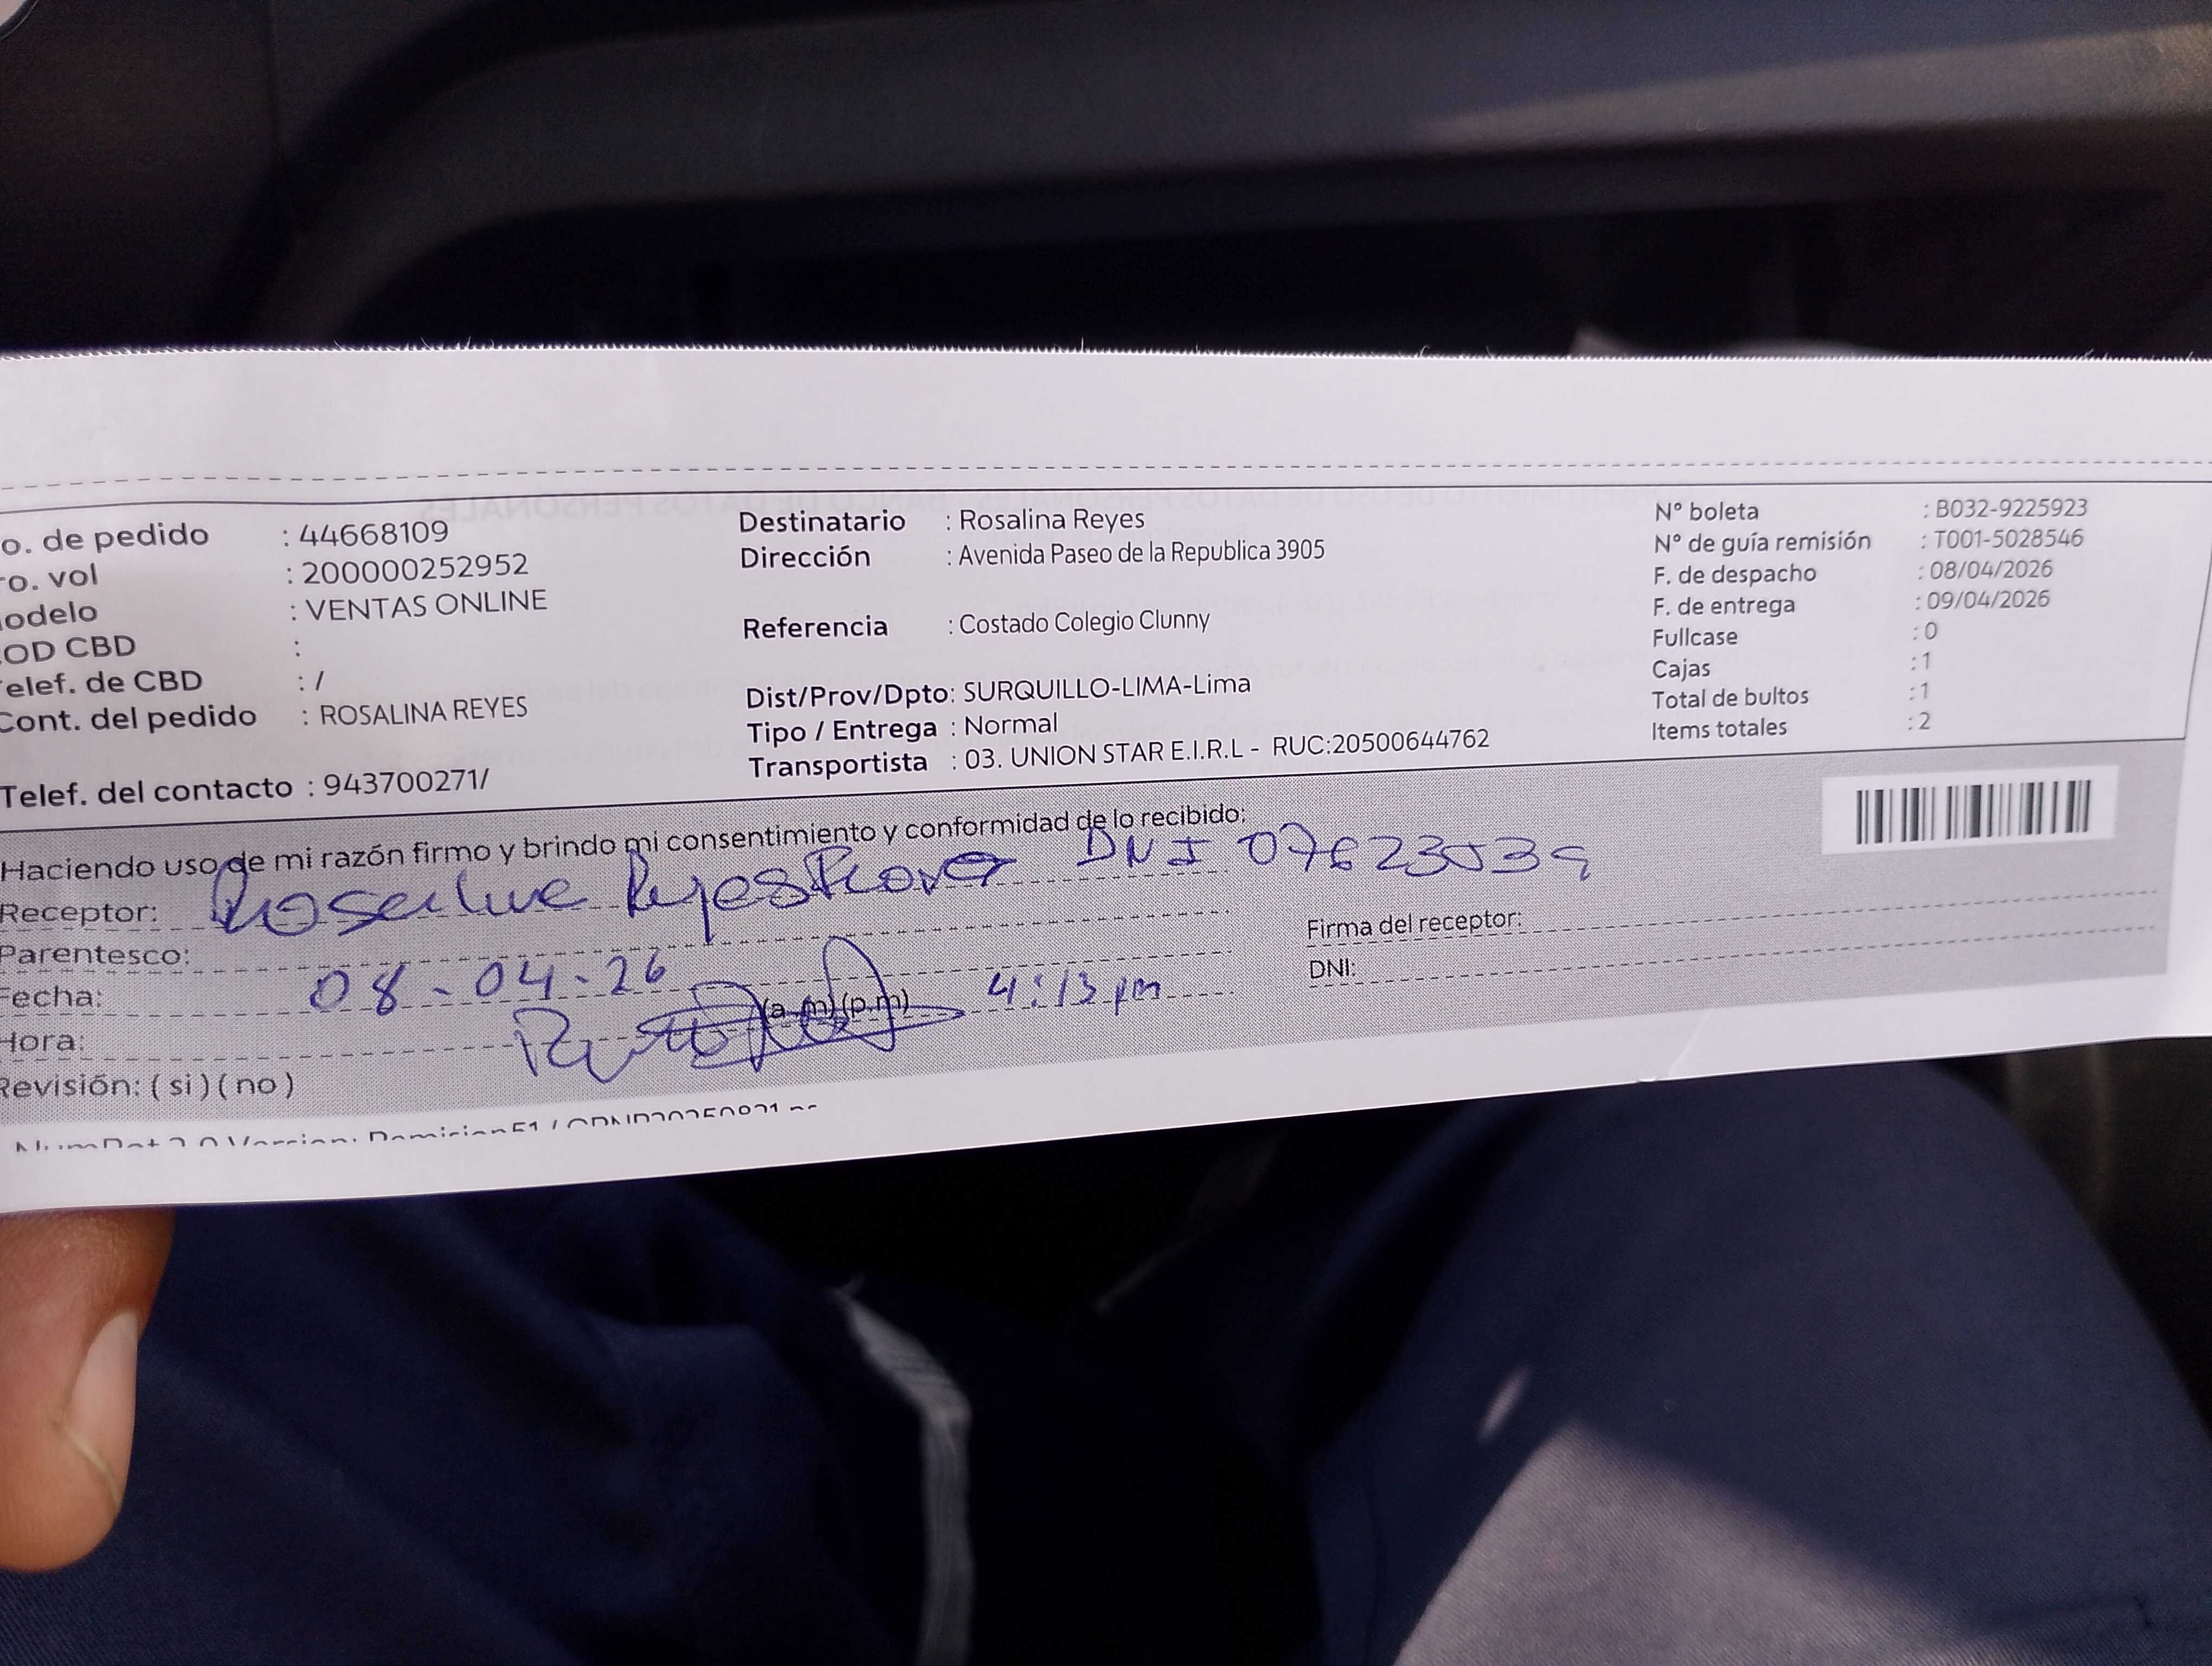 o. de pedido : 44668109
ro. vol : 200000252952
odelo : VENTAS ONLINE
OD CBD :
elef. de CBD : /
Cont. del pedido : ROSALINA REYES
Telef. del contacto : 943700271/
Destinatario : Rosalina Reyes
Dirección : Avenida Paseo de la Republica 3905
Referencia : Costado Colegio Clunny
Dist/Prov/Dpto: SURQUILLO-LIMA-Lima
Tipo / Entrega : Normal
Transportista : 03. UNION STAR E.I.R.L - RUC:20500644762
N° boleta : B032-9225923
N° de guía remisión : T001-5028546
F. de despacho : 08/04/2026
F. de entrega : 09/04/2026
Fullcase : 0
Cajas : 1
Total de bultos : 1
Items totales : 2
Haciendo uso de mi razón firmo y brindo mi consentimiento y conformidad de lo recibido:
Receptor: Reyes DNI 07623539
Parentesco:
Fecha: 08-04-26
Hora: (a.m) (p.m) 4:13 pm
Revisión: ( si ) ( no )
Firma del receptor:
DNI: